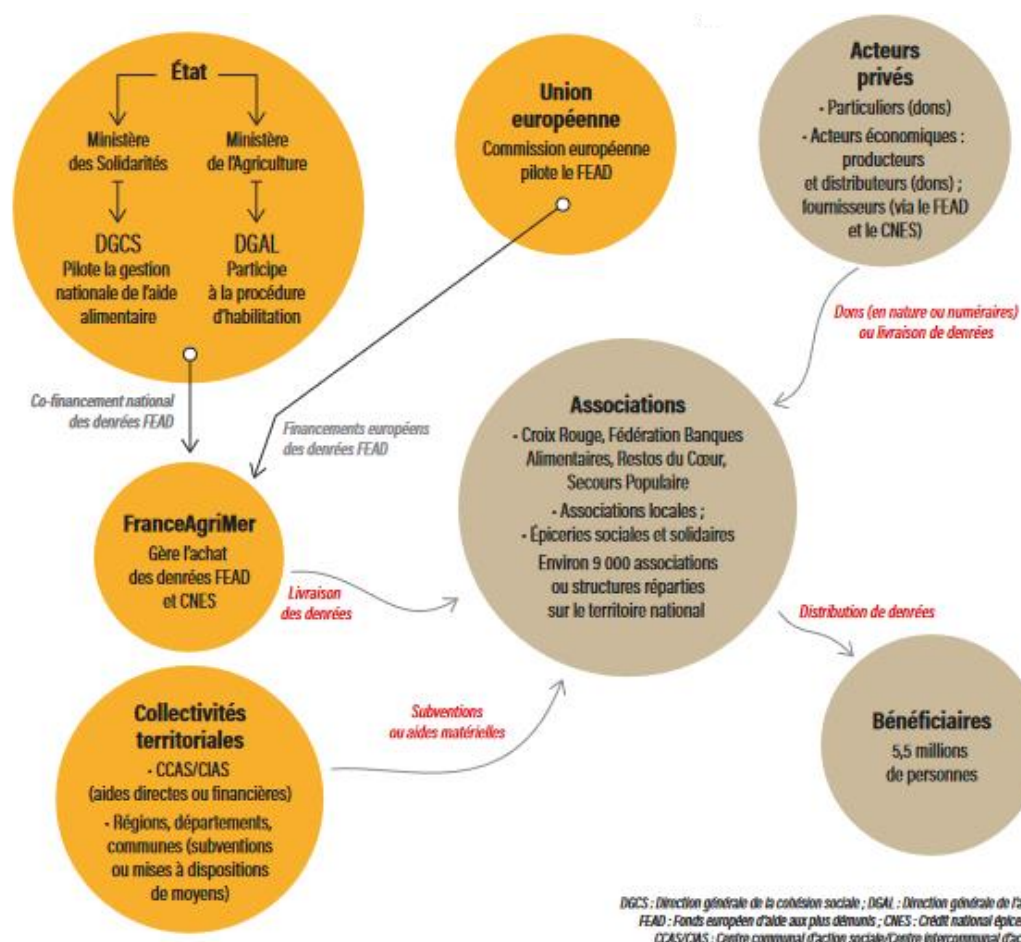 État
Ministère
des Solidarités
Ministère
de l'Agriculture
DGCS
Pilote la gestion
nationale de l'aide
alimentaire
DGAL
Participe
à la procédure
d'habilitation
Union
européenne
Commission européenne
pilote le FEAD
Acteurs
privés
- Particuliers (dons)
- Acteurs économiques :
producteurs
et distributeurs (dons) ;
fournisseurs (via le FEAD
et le CNES)
Dons (en nature ou numéraires)
ou livraison de denrées
Co-financement national
des denrées FEAD
Financements européens
des denrées FEAD
Associations
- Croix Rouge, Fédération Banques
Alimentaires, Restos du Cœur,
Secours Populaire
- Associations locales ;
- Épiceries sociales et solidaires
Environ 9 000 associations
ou structures réparties
sur le territoire national
FranceAgriMer
Gère l'achat
des denrées FEAD
et CNES
Livraison
des denrées
Distribution de denrées
Collectivités
territoriales
- CCAS/CIAS
(aides directes ou financières)
- Régions, départements,
communes (subventions
ou mises à dispositions
de moyens)
Subventions
ou aides matérielles
Bénéficiaires
5,5 millions
de personnes
DGCS : Direction générale de la cohésion sociale ; DGAL : Direction générale de
FEAD : Fonds européen d'aide aux plus démunis ; CNES : Crédit national
CCAS/CIAS : Centre communal d'action sociale/Centre intercommunal